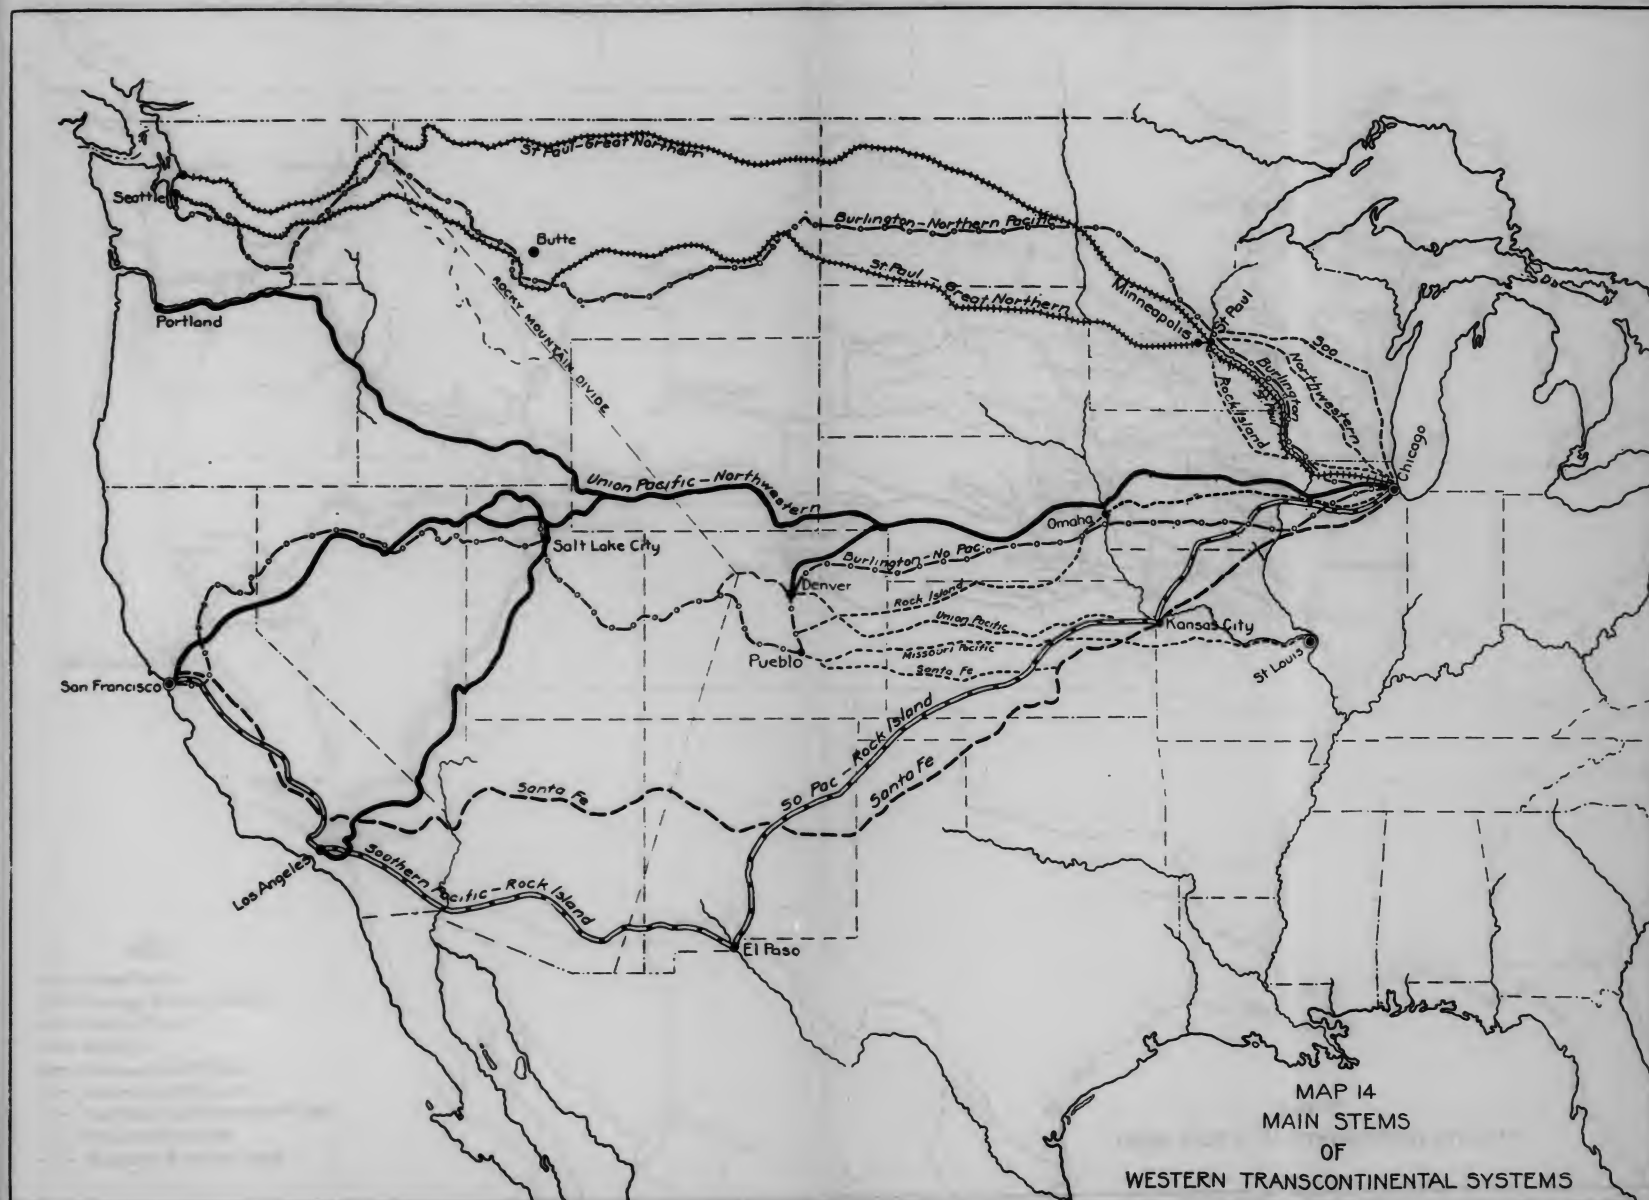 St Paul-Great Northern
Seattle
Burlington-Northern Pacific
Butte
St Paul - Great Northern
ROCKY MOUNTAIN DIVIDE
Minneapolis
St Paul
Portland
Soo
Northwestern
Burlington
St. Paul
Rock Island
Chicago
Union Pacific-Northwestern
Omaha
Salt Lake City
Burlington-No Pac.
Denver
Rock Island
Union Pacific
Kansas City
Missouri Pacific
Pueblo
Santa Fe
St Louis
San Francisco
So Pac-Rock Island
Santa Fe
Santa Fe
Southern Pacific-Rock Island
Los Angeles
El Paso
MAP 14
MAIN STEMS
OF
WESTERN TRANSCONTINENTAL SYSTEMS